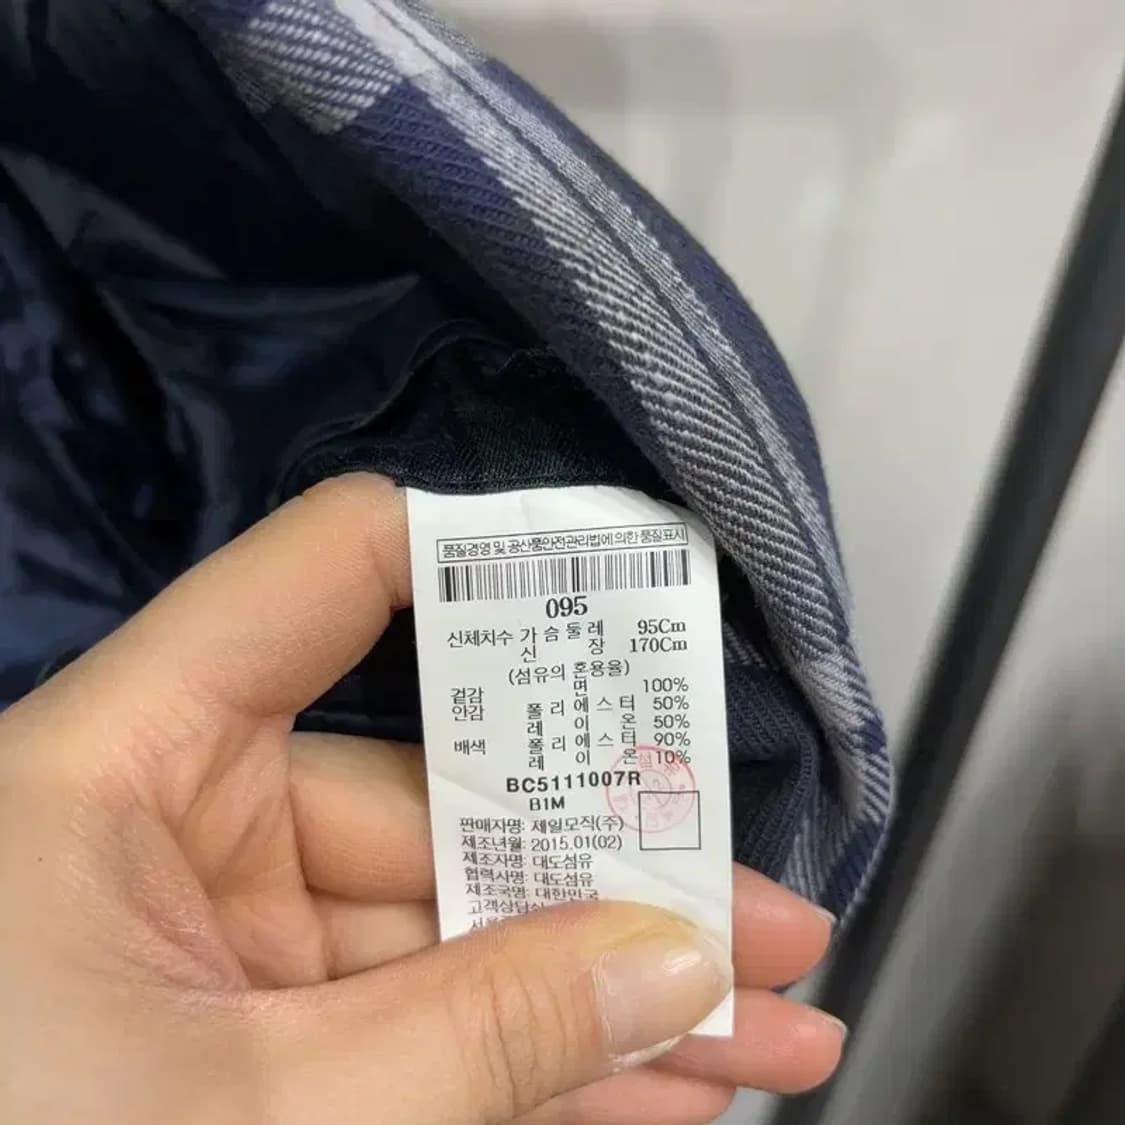 품질경영 및 공산품안전관리법에 의한 품질표시
095
신체치수 가 슴 둘 레 95Cm
신 장 170Cm
(섬유의 혼용율)
겉감 면 100%
안감 폴 리 에 스 터 50%
레 이 온 50%
배색 폴 리 에 스 터 90%
레 이 온 10%
BC5111007R
B1M
판매자명: 제일모직(주)
제조년월: 2015.01(02)
제조자명: 대도섬유
협력사명: 대도섬유
제조국명: 대한민국
고객상담실